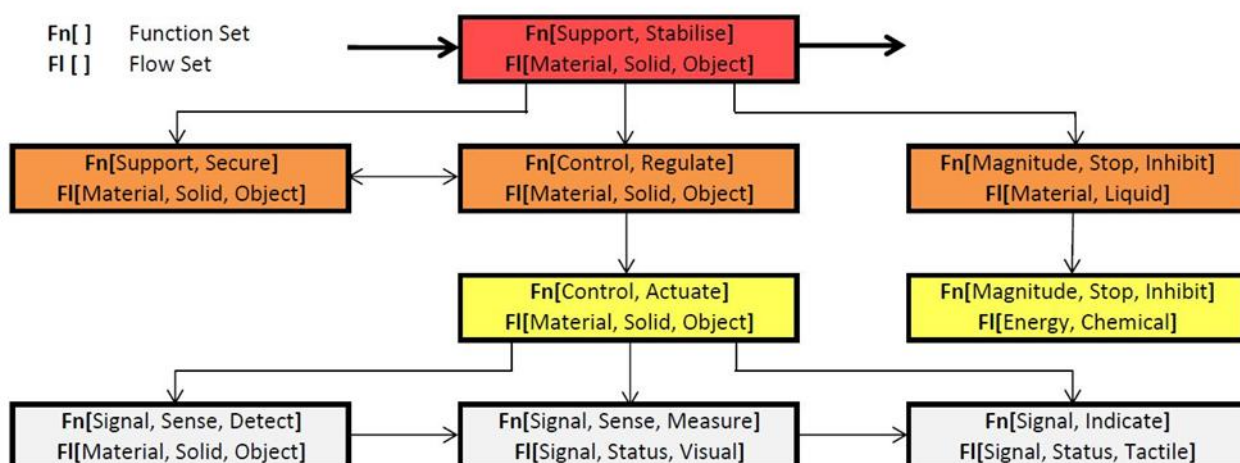 Fn[ ] Function Set
Fl [ ] Flow Set
Fn[Support, Stabilise]
Fl[Material, Solid, Object]
Fn[Support, Secure]
Fl[Material, Solid, Object]
Fn[Control, Regulate]
Fl[Material, Solid, Object]
Fn[Magnitude, Stop, Inhibit]
Fl[Material, Liquid]
Fn[Control, Actuate]
Fl[Material, Solid, Object]
Fn[Magnitude, Stop, Inhibit]
Fl[Energy, Chemical]
Fn[Signal, Sense, Detect]
Fl[Material, Solid, Object]
Fn[Signal, Sense, Measure]
Fl[Signal, Status, Visual]
Fn[Signal, Indicate]
Fl[Signal, Status, Tactile]